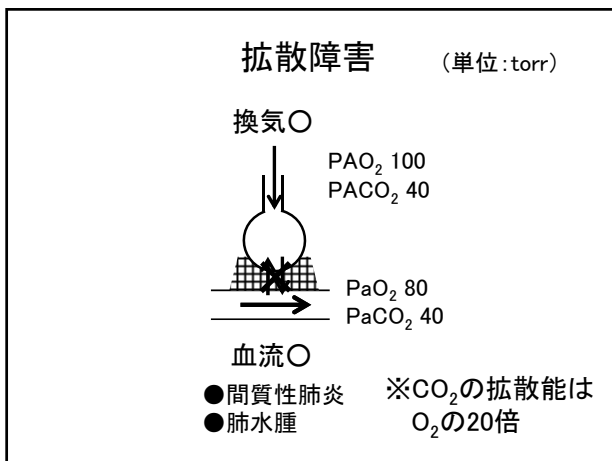 拡散障害 (単位:torr)
換気○
PAO₂ 100
PACO₂ 40
PaO₂ 80
PaCO₂ 40
血流○
●間質性肺炎
●肺水腫
※CO₂の拡散能は
O₂の20倍